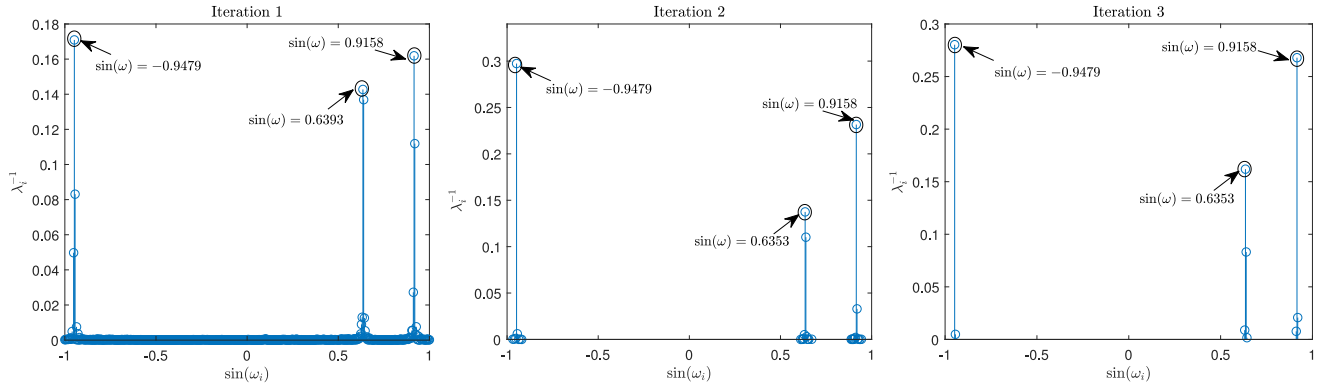 Iteration 1
0.18
0.16
0.14
0.12
0.1
0.08
0.06
0.04
0.02
0
-1
-0.5
0
0.5
1
λ_i^{-1}
sin(ω_i)
sin(ω) = −0.9479
sin(ω) = 0.9158
sin(ω) = 0.6393
Iteration 2
0.3
0.25
0.2
0.15
0.1
0.05
0
-1
-0.5
0
0.5
1
λ_i^{-1}
sin(ω_i)
sin(ω) = −0.9479
sin(ω) = 0.9158
sin(ω) = 0.6353
Iteration 3
0.3
0.25
0.2
0.15
0.1
0.05
0
-1
-0.5
0
0.5
1
λ_i^{-1}
sin(ω_i)
sin(ω) = −0.9479
sin(ω) = 0.9158
sin(ω) = 0.6353